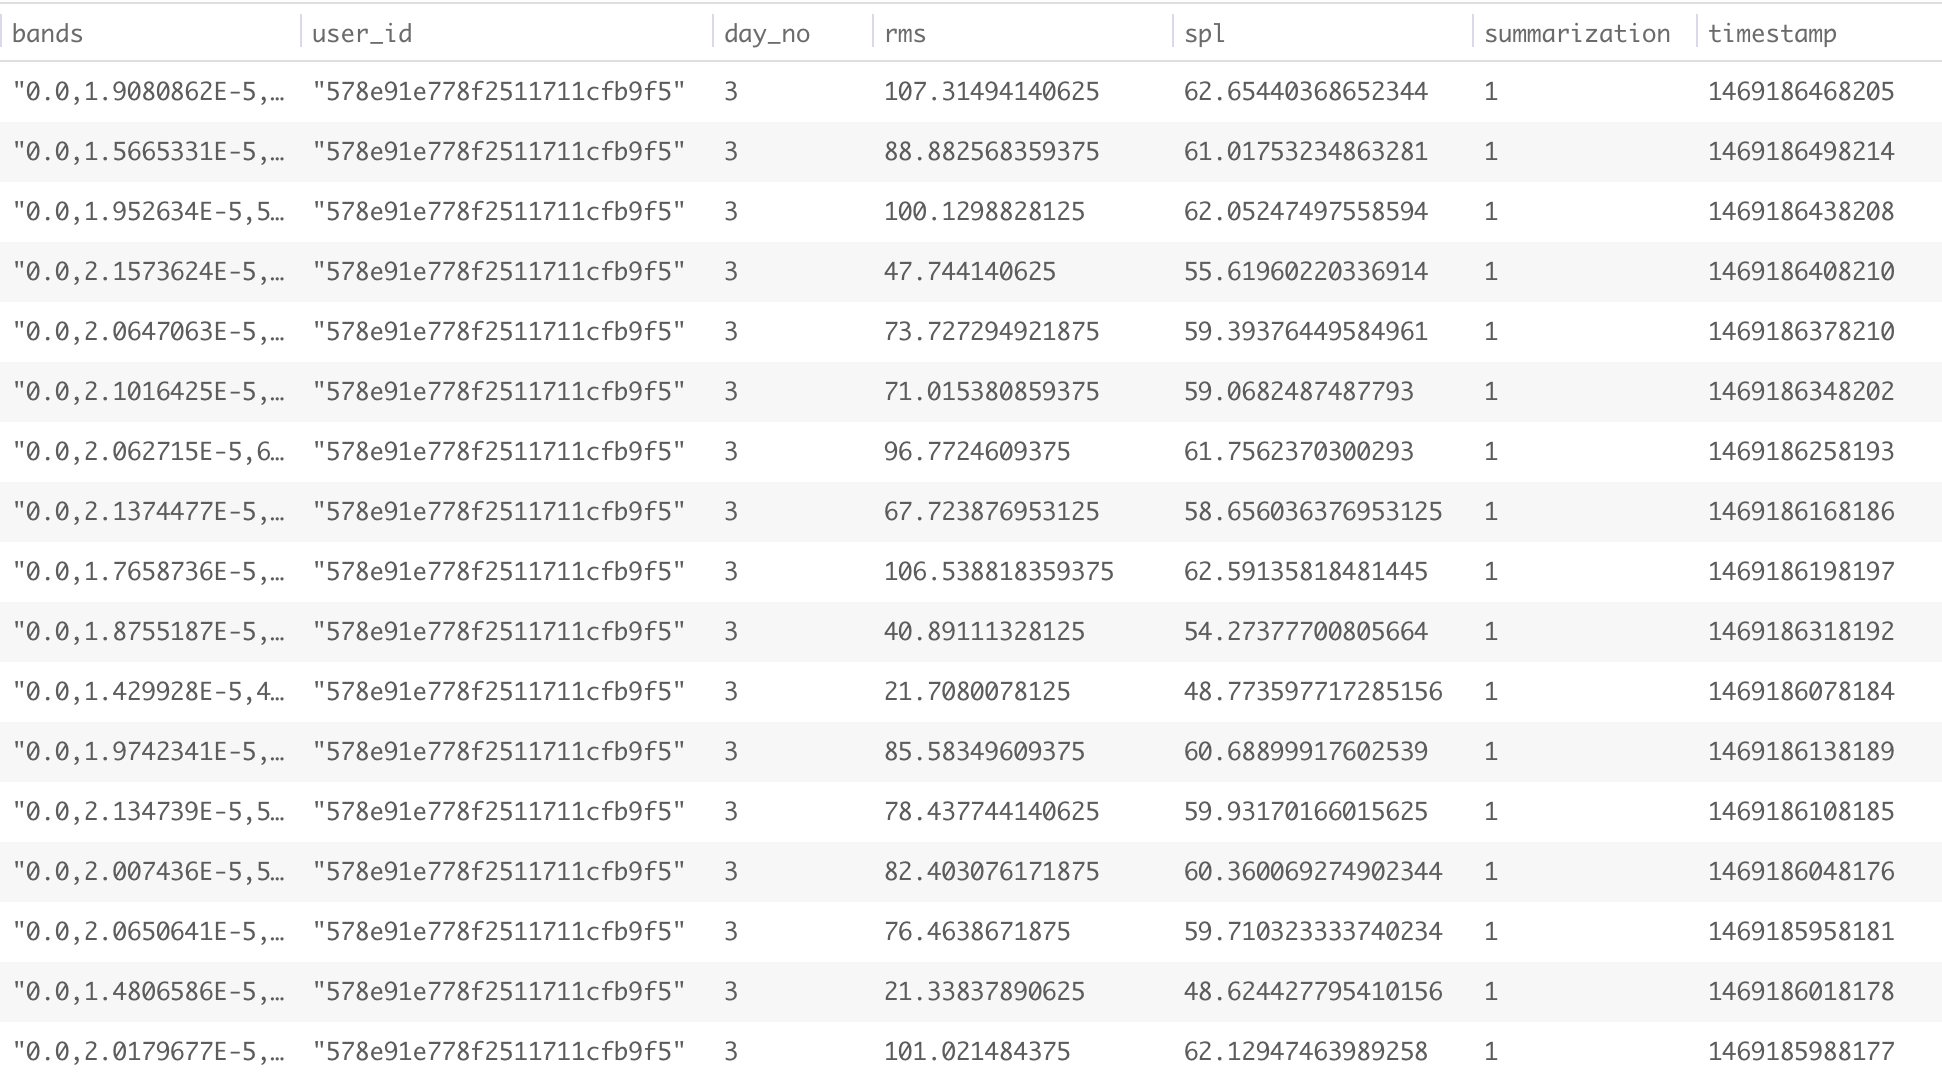 bands user_id day_no rms spl summarization timestamp
"0.0,1.9080862E-5,… "578e91e778f2511711cfb9f5" 3 107.31494140625 62.65440368652344 1 1469186468205
"0.0,1.5665331E-5,… "578e91e778f2511711cfb9f5" 3 88.882568359375 61.01753234863281 1 1469186498214
"0.0,1.952634E-5,5… "578e91e778f2511711cfb9f5" 3 100.1298828125 62.05247497558594 1 1469186438208
"0.0,2.1573624E-5,… "578e91e778f2511711cfb9f5" 3 47.744140625 55.61960220336914 1 1469186408210
"0.0,2.0647063E-5,… "578e91e778f2511711cfb9f5" 3 73.727294921875 59.39376449584961 1 1469186378210
"0.0,2.1016425E-5,… "578e91e778f2511711cfb9f5" 3 71.015380859375 59.0682487487793 1 1469186348202
"0.0,2.062715E-5,6… "578e91e778f2511711cfb9f5" 3 96.7724609375 61.7562370300293 1 1469186258193
"0.0,2.1374477E-5,… "578e91e778f2511711cfb9f5" 3 67.723876953125 58.656036376953125 1 1469186168186
"0.0,1.7658736E-5,… "578e91e778f2511711cfb9f5" 3 106.538818359375 62.59135818481445 1 1469186198197
"0.0,1.8755187E-5,… "578e91e778f2511711cfb9f5" 3 40.89111328125 54.27377700805664 1 1469186318192
"0.0,1.429928E-5,4… "578e91e778f2511711cfb9f5" 3 21.7080078125 48.773597717285156 1 1469186078184
"0.0,1.9742341E-5,… "578e91e778f2511711cfb9f5" 3 85.58349609375 60.68899917602539 1 1469186138189
"0.0,2.134739E-5,5… "578e91e778f2511711cfb9f5" 3 78.437744140625 59.93170166015625 1 1469186108185
"0.0,2.007436E-5,5… "578e91e778f2511711cfb9f5" 3 82.403076171875 60.360069274902344 1 1469186048176
"0.0,2.0650641E-5,… "578e91e778f2511711cfb9f5" 3 76.4638671875 59.710323333740234 1 1469185958181
"0.0,1.4806586E-5,… "578e91e778f2511711cfb9f5" 3 21.33837890625 48.624427795410156 1 1469186018178
"0.0,2.0179677E-5,… "578e91e778f2511711cfb9f5" 3 101.021484375 62.12947463989258 1 1469185988177